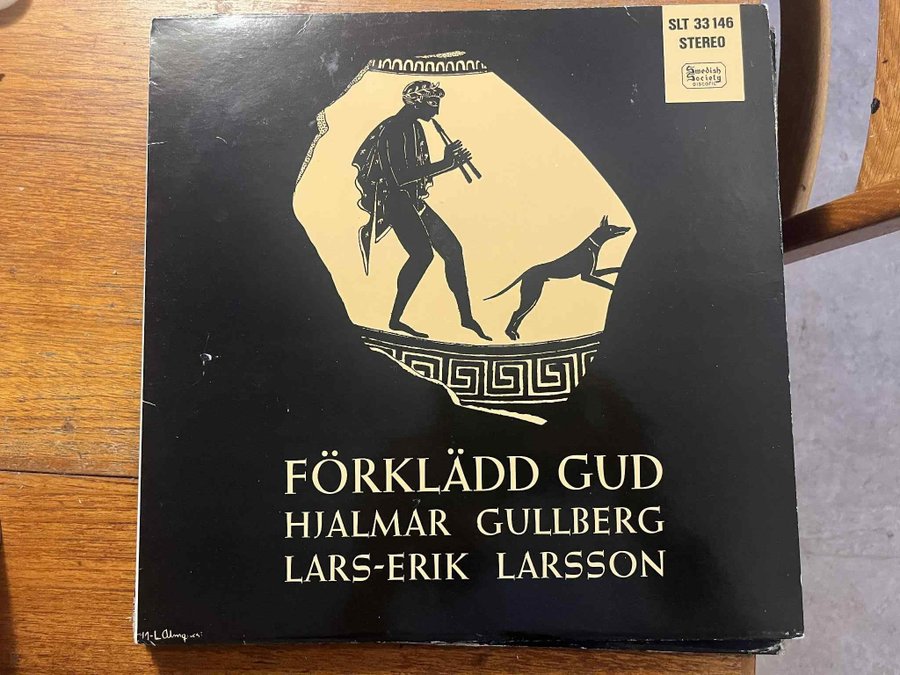 SLT 33146
STEREO
Swedish
Society
DISCOFIL
FÖRKLÄDD GUD
HJALMAR GULLBERG
LARS-ERIK LARSSON